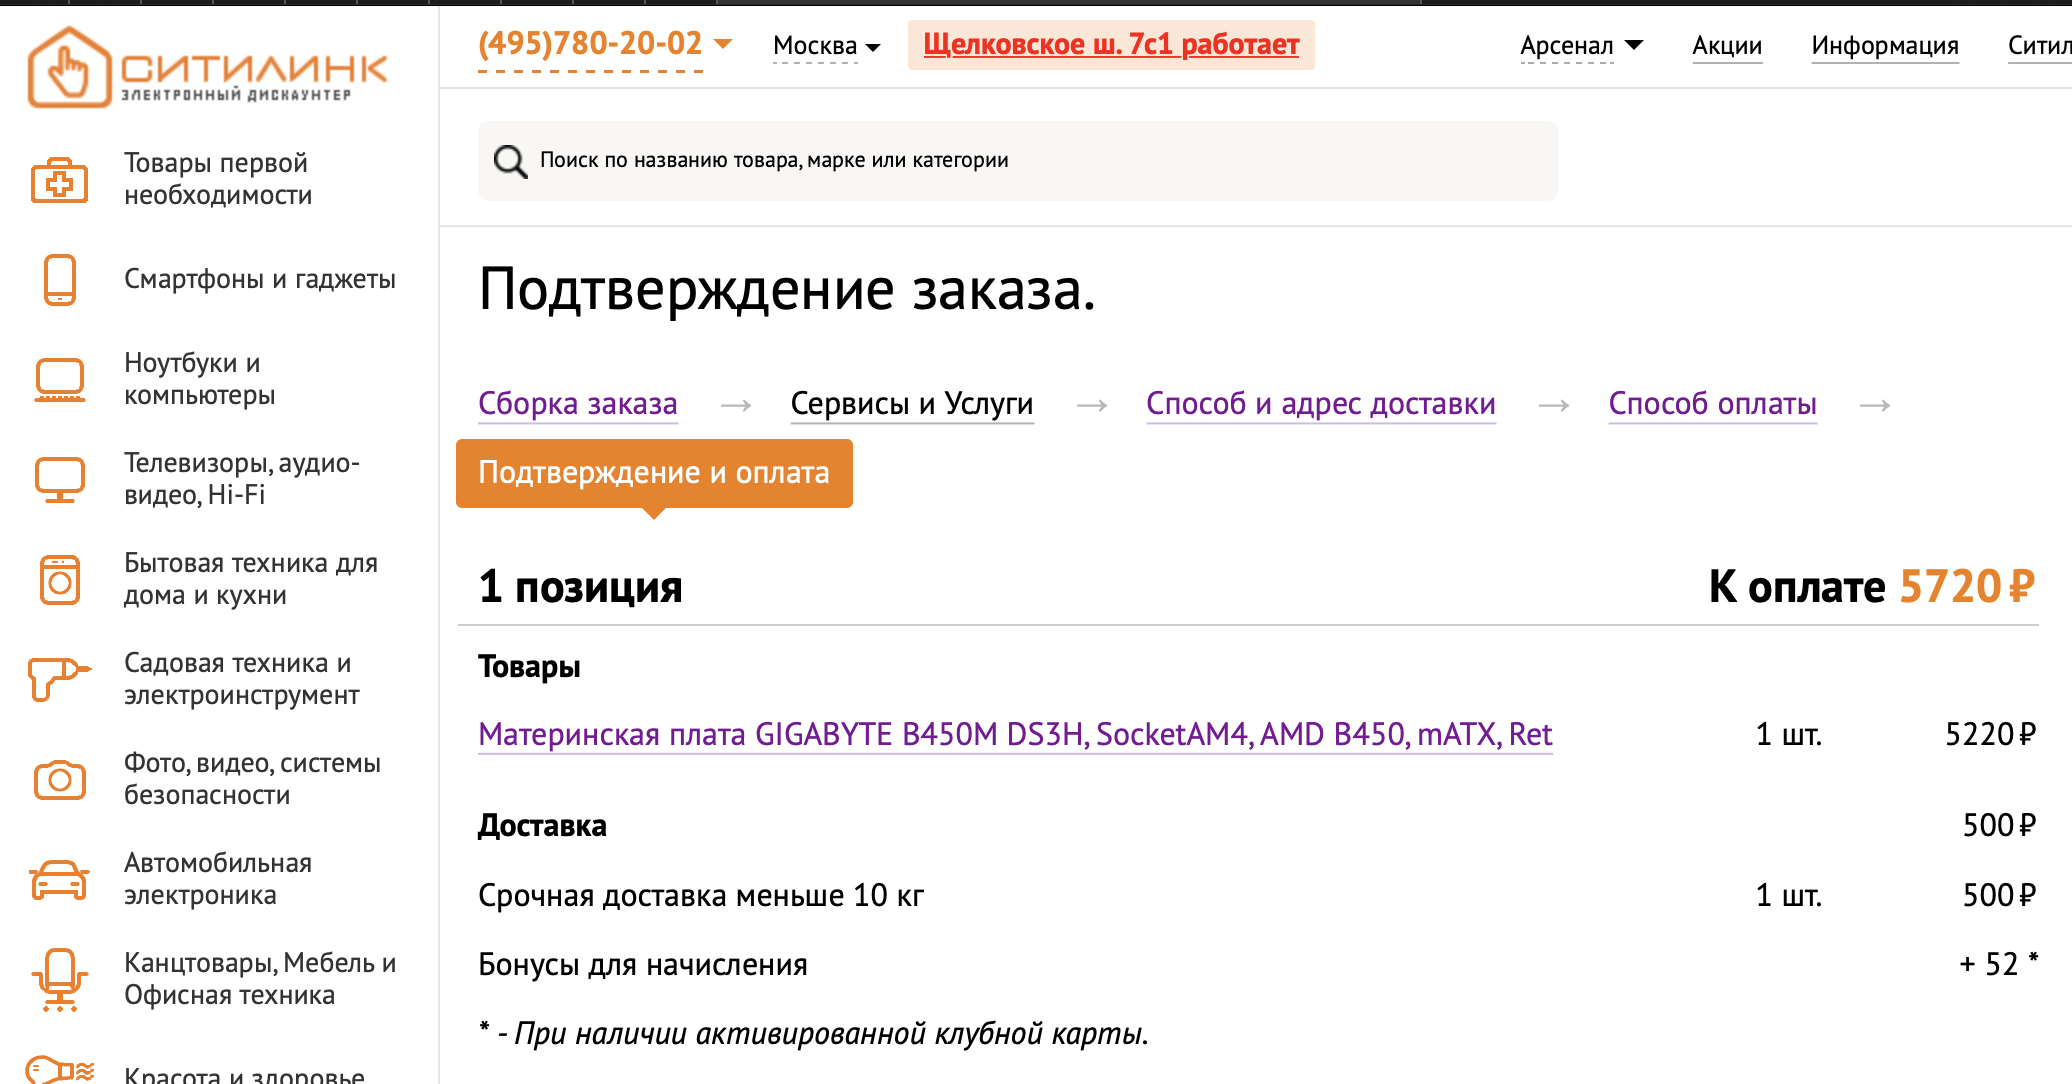 СИТИЛИНК
ЭЛЕКТРОННЫЙ ДИСКАУНТЕР
(495)780-20-02
Москва
Щелковское ш. 7с1 работает
Арсенал
Акции
Информация
Ситил
Поиск по названию товара, марке или категории
Товары первой
необходимости
Смартфоны и гаджеты
Ноутбуки и
компьютеры
Телевизоры, аудио-
видео, Hi-Fi
Бытовая техника для
дома и кухни
Садовая техника и
электроинструмент
Фото, видео, системы
безопасности
Автомобильная
электроника
Канцтовары, Мебель и
Офисная техника
Красота и здоровье
Подтверждение заказа.
Сборка заказа → Сервисы и Услуги → Способ и адрес доставки → Способ оплаты →
Подтверждение и оплата
1 позиция К оплате 5720 ₽
Товары
Материнская плата GIGABYTE B450M DS3H, SocketAM4, AMD B450, mATX, Ret 1 шт. 5220 ₽
Доставка 500 ₽
Срочная доставка меньше 10 кг 1 шт. 500 ₽
Бонусы для начисления + 52 *
* - При наличии активированной клубной карты.